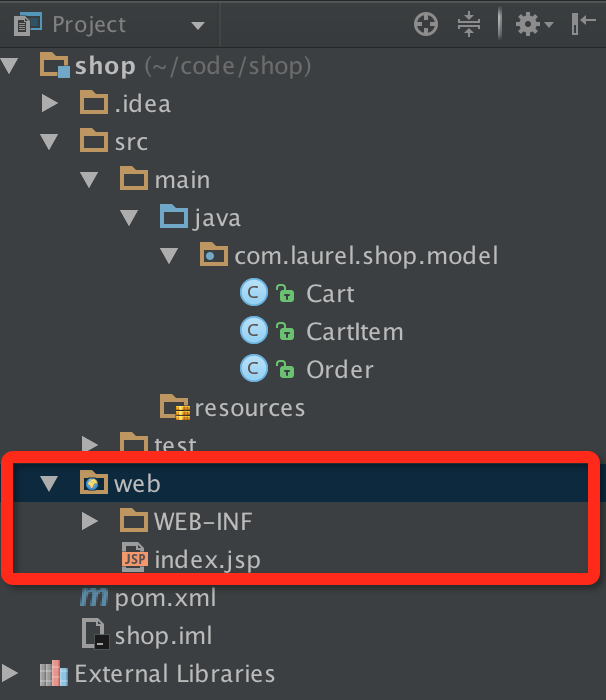 Project
shop (~/code/shop)
.idea
src
main
java
com.laurel.shop.model
C Cart
C CartItem
C Order
resources
test
web
WEB-INF
JSP index.jsp
m pom.xml
shop.iml
External Libraries